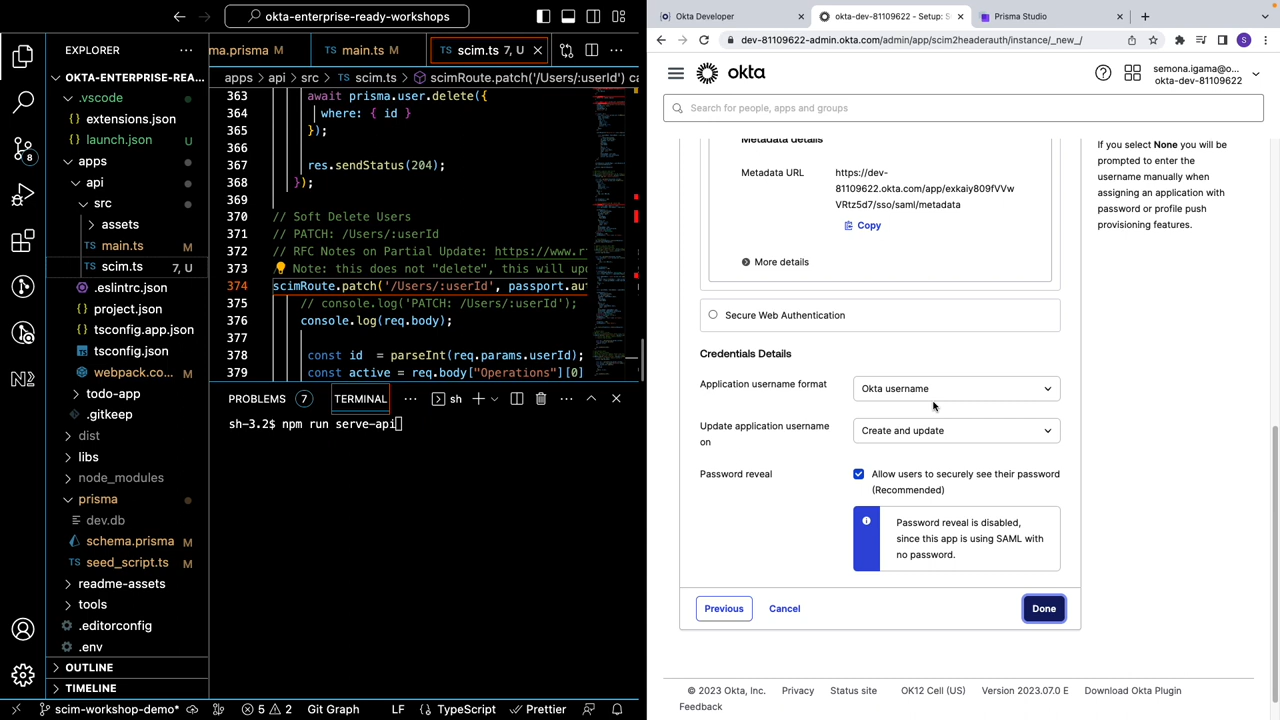 okta-enterprise-ready-workshops
EXPLORER
OKTA-ENTERPRISE-REA...
.vscode
extensions.json
launch.json U
apps
api
src
assets
main.ts M
scim.ts 7, U
.eslintrc.json
project.json
tsconfig.app.json
tsconfig.json
webpack.co... M
todo-app
.gitkeep
dist
libs
node_modules
prisma
dev.db
schema.prisma M
seed_script.ts M
readme-assets
tools
.editorconfig
.env
OUTLINE
TIMELINE
ma.prisma M
main.ts M
scim.ts 7, U
apps > api > src > scim.ts > scimRoute.patch('/Users/:userId') ca
363 await prisma.user.delete({
364 where: { id }
365 });
366
367 res.sendStatus(204);
368 });
369
370 // Soft Delete Users
371 // PATCH: /Users/:userId
372 // RFC Notes on Partial Update: https://www.r
373 // Note: this does not "delete", this will upd
374 scimRoute.patch('/Users/:userId', passport.aut
375 // console.log('PATCH: /Users/:userId');
376 console.log(req.body);
377
378 const id = parseInt(req.params.userId);
379 const active = req.body["Operations"][0]
PROBLEMS 7 TERMINAL sh
sh-3.2$ npm run serve-api
scim-workshop-demo* 5 2 Git Graph LF TypeScript Prettier
Okta Developer
okta-dev-81109622 - Setup: S
Prisma Studio
dev-81109622-admin.okta.com/admin/app/scim2headerauth/instance/_new_/
S
okta
semona.igama@o...
okta-dev-81109622
Search for people, apps and groups
Metadata details
Metadata URL
https://dev-
81109622.okta.com/app/exkaiy809fVVw
VRtz5d7/sso/saml/metadata
Copy
More details
Secure Web Authentication
Credentials Details
Application username format
Okta username
Update application username
on
Create and update
Password reveal
Allow users to securely see their password
(Recommended)
Password reveal is disabled,
since this app is using SAML with
no password.
Previous
Cancel
Done
If you select None you will be
prompted to enter the
username manually when
assigning an application with
password or profile push
provisioning features.
© 2023 Okta, Inc. Privacy Status site OK12 Cell (US) Version 2023.07.0 E Download Okta Plugin
Feedback